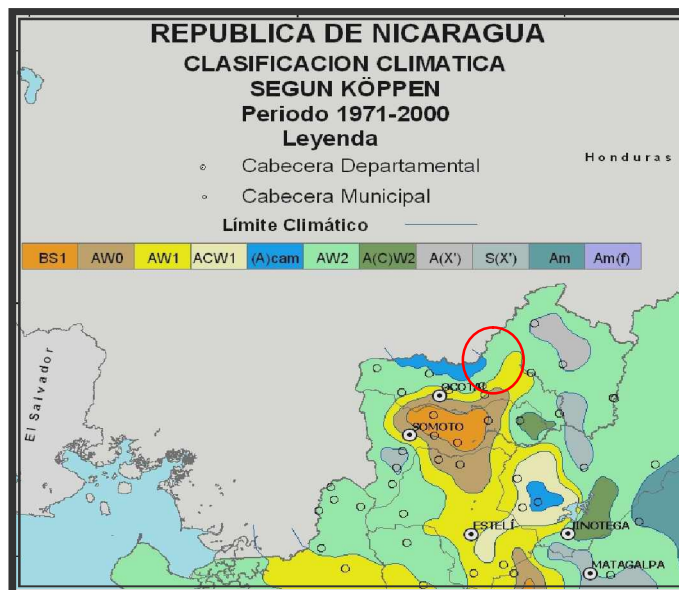 REPUBLICA DE NICARAGUA
CLASIFICACION CLIMATICA
SEGUN KÖPPEN
Periodo 1971-2000
Leyenda
Cabecera Departamental
Honduras
Cabecera Municipal
Límite Climático
BS1 AW0 AW1 ACW1 (A)cam AW2 A(C)W2 A(X') S(X') Am Am(f)
El Salvador
SOMOTO
ESTELÍ
JINOTEGA
MATAGALPA